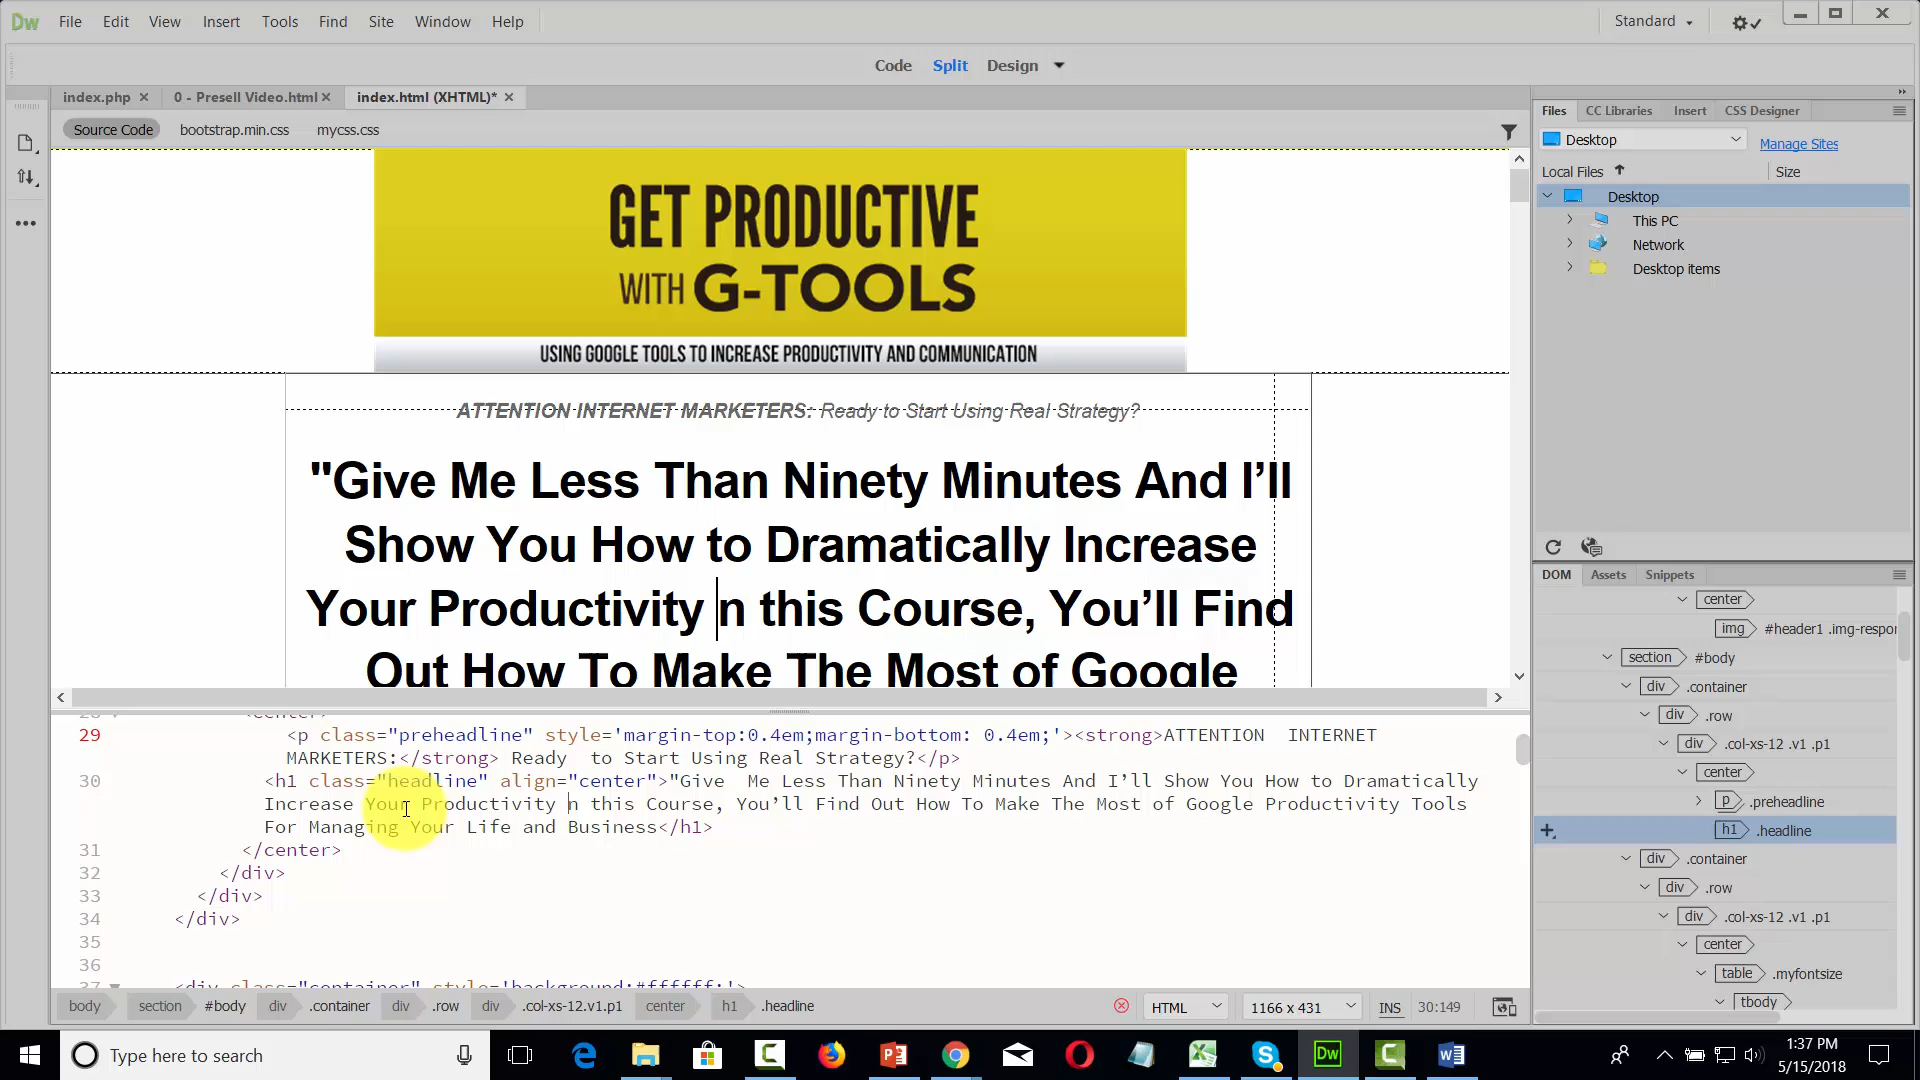 Dw File Edit View Insert Tools Find Site Window Help Standard
Code Split Design
index.php 0 - Presell Video.html index.html (XHTML)*
Source Code bootstrap.min.css mycss.css
GET PRODUCTIVE
WITH G-TOOLS
USING GOOGLE TOOLS TO INCREASE PRODUCTIVITY AND COMMUNICATION
ATTENTION INTERNET MARKETERS: Ready to Start Using Real Strategy?
"Give Me Less Than Ninety Minutes And I’ll
Show You How to Dramatically Increase
Your Productivity n this Course, You’ll Find
Out How To Make The Most of Google
28 <center>
29 <p class="preheadline" style='margin-top:0.4em;margin-bottom: 0.4em;'><strong>ATTENTION  INTERNET
MARKETERS:</strong> Ready  to Start Using Real Strategy?</p>
30 <h1 class="headline" align="center">"Give  Me Less Than Ninety Minutes And I’ll Show You How to Dramatically
Increase Your Productivity n this Course, You’ll Find Out How To Make The Most of Google Productivity Tools
For Managing Your Life and Business</h1>
31 </center>
32 </div>
33 </div>
34 </div>
35
36
37 <div class="container" style='background:#ffffff;'>
body section #body div .container div .row div .col-xs-12.v1.p1 center h1 .headline HTML 1166 x 431 INS 30:149
Files CC Libraries Insert CSS Designer
Desktop Manage Sites
Local Files Size
Desktop
This PC
Network
Desktop items
DOM Assets Snippets
center
img #header1 .img-respor
section #body
div .container
div .row
div .col-xs-12 .v1 .p1
center
p .preheadline
h1 .headline
div .container
div .row
div .col-xs-12 .v1 .p1
center
table .myfontsize
tbody
Type here to search
1:37 PM
5/15/2018